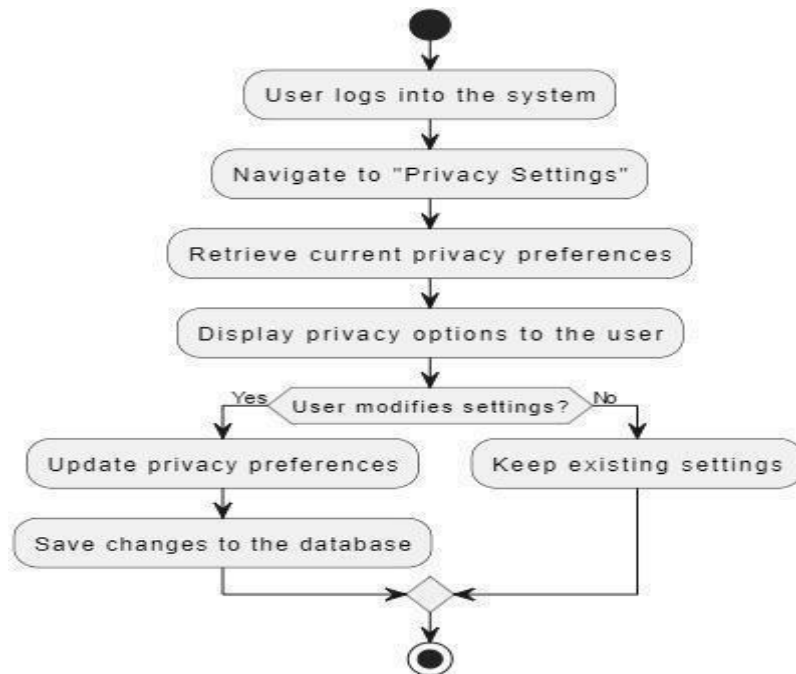 User logs into the system
Navigate to "Privacy Settings"
Retrieve current privacy preferences
Display privacy options to the user
User modifies settings?
Yes
No
Update privacy preferences
Keep existing settings
Save changes to the database